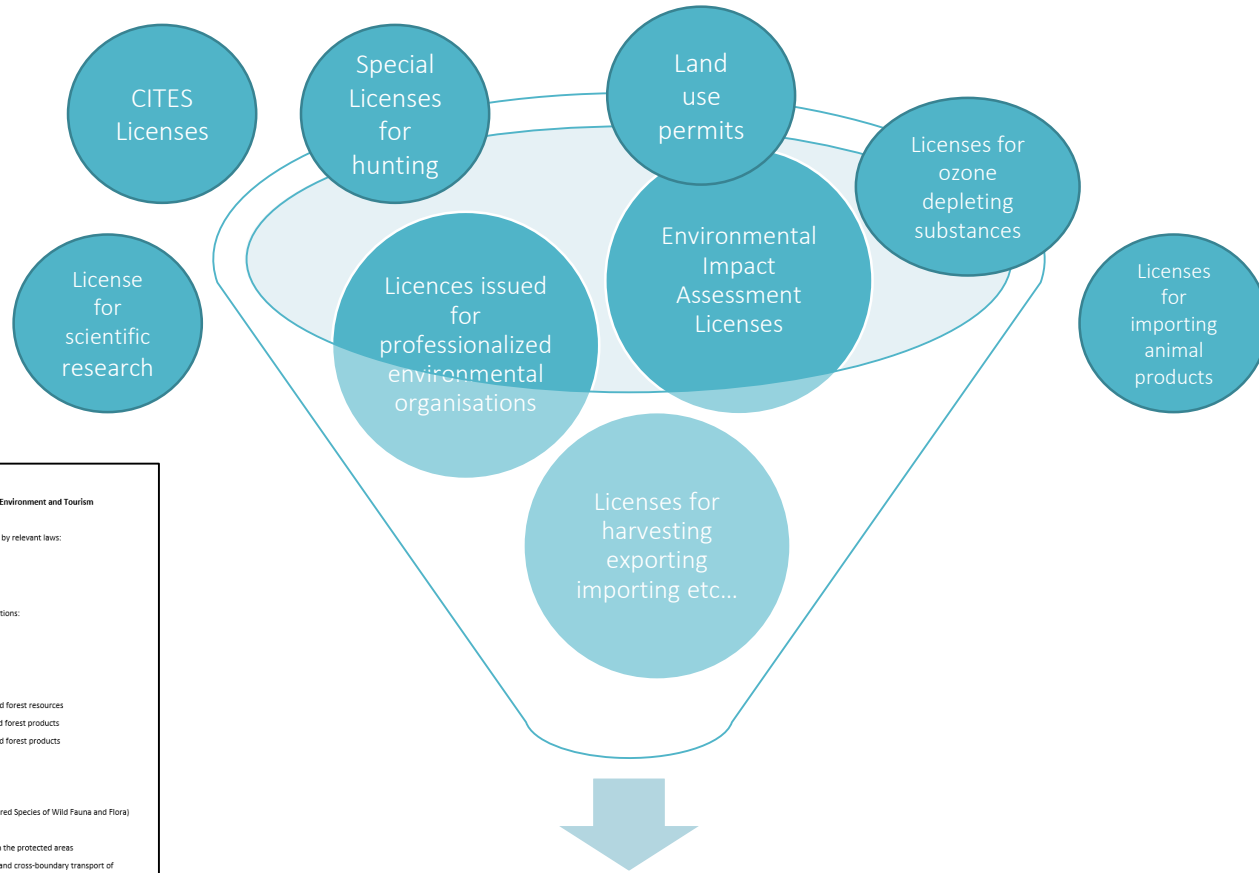 CITES
Licenses
Special
Licenses
for
hunting
Land
use
permits
Licenses for
ozone
depleting
substances
License
for
scientific
research
Licences issued
for
professionalized
environmental
organisations
Environmental
Impact
Assessment
Licenses
Licenses
for
importing
animal
products
Licenses for
harvesting
exporting
importing etc...
Environment and Tourism
by relevant laws:
tions:
d forest resources
d forest products
d forest products
red Species of Wild Fauna and Flora)
the protected areas
and cross-boundary transport of